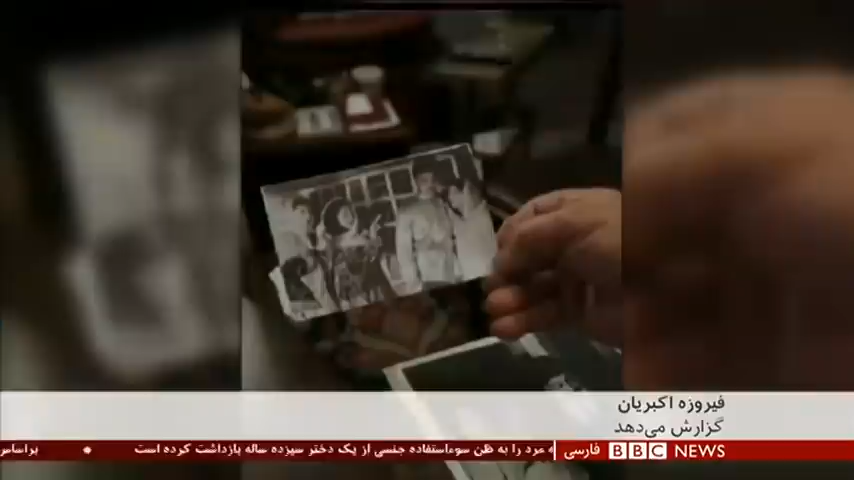 فیروزه اکبریان
گزارش می‌دهد
BBC NEWS فارسی
ه مرد را به ظن سوءاستفاده جنسی از یک دختر سیزده ساله بازداشت کرده است * براساس